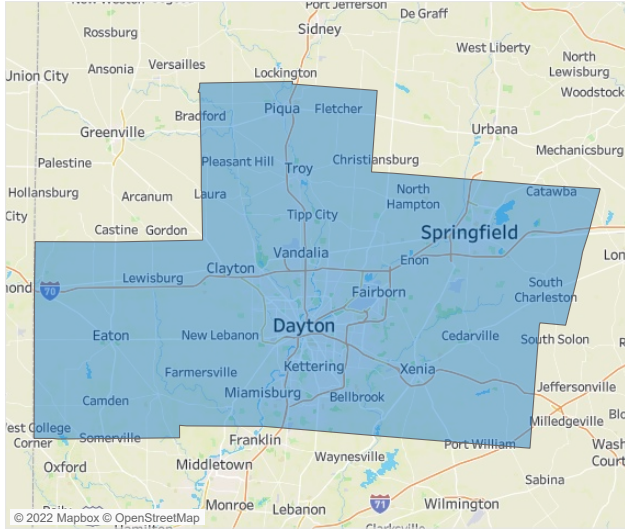 Port Jefferson
De Graff
Rossburg
Sidney
West Liberty
Ansonia
Versailles
North
Lewisburg
Union City
Lockington
Woodstock
Bradford
Piqua
Fletcher
Greenville
Urbana
Mechanicsburg
Palestine
Pleasant Hill
Troy
Christiansburg
Hollansburg
Arcanum
Laura
North
Hampton
Catawba
City
Tipp City
Castine
Gordon
Springfield
Vandalia
Lewisburg
Clayton
Enon
70
Fairborn
South
Charleston
Dayton
Eaton
New Lebanon
Cedarville
South Solon
Farmersville
Kettering
Xenia
Jeffersonville
Camden
Miamisburg
Bellbrook
Milledgeville
West College
Corner
Somerville
Franklin
Port William
Oxford
Middletown
Waynesville
Sabina
Monroe
Lebanon
71
Wilmington
© 2022 Mapbox © OpenStreetMap